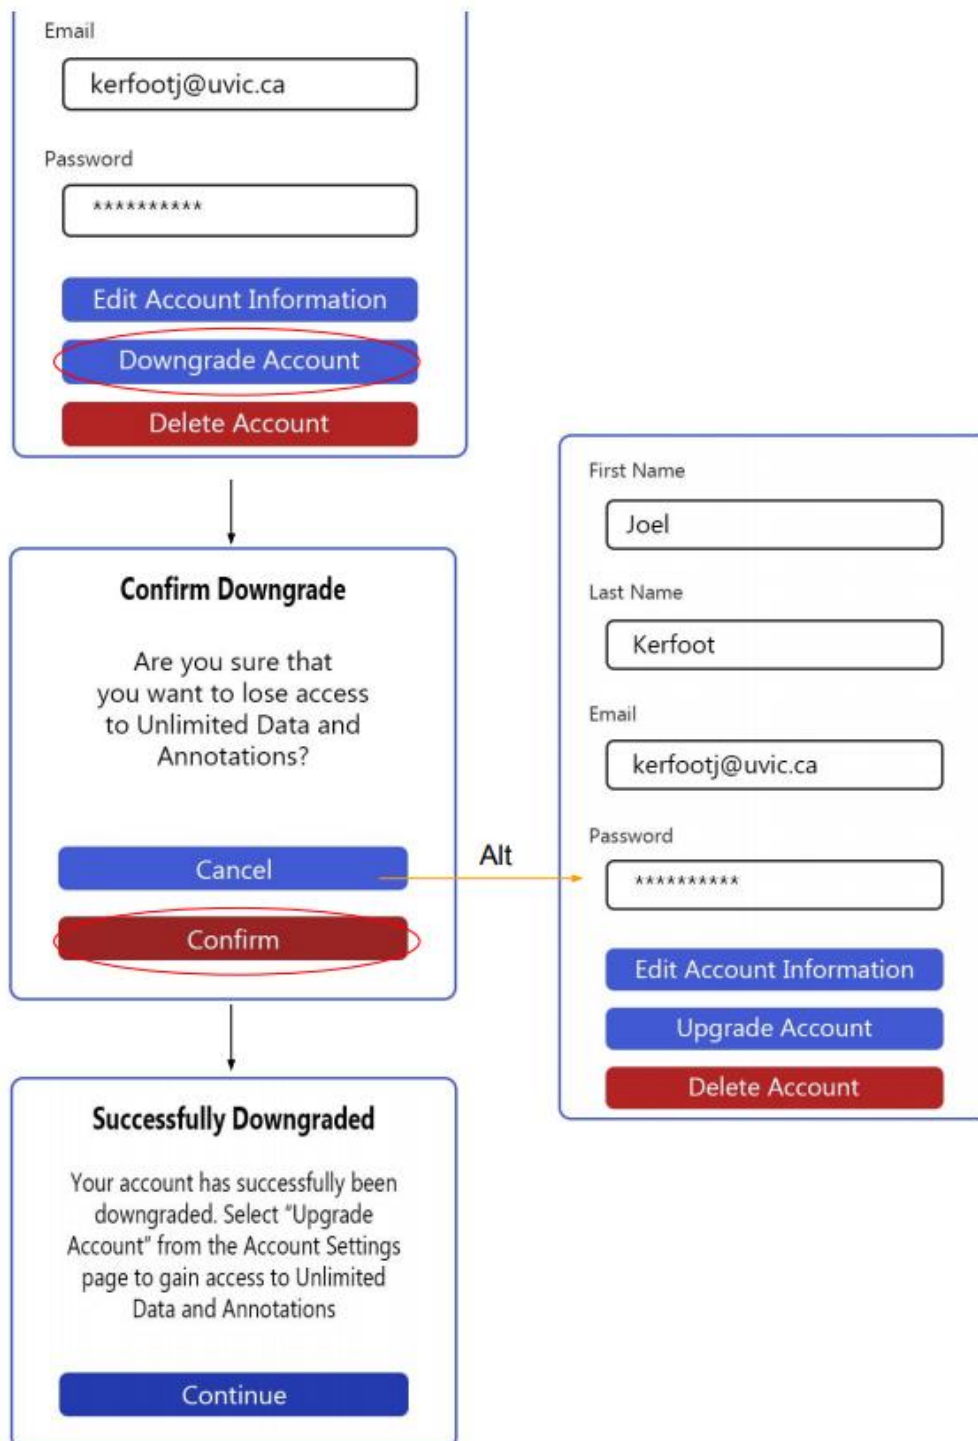 Email
kerfootj@uvic.ca
Password
**********
Edit Account Information
Downgrade Account
Delete Account
Confirm Downgrade
Are you sure that
you want to lose access
to Unlimited Data and
Annotations?
Cancel
Confirm
Alt
First Name
Joel
Last Name
Kerfoot
Email
kerfootj@uvic.ca
Password
**********
Edit Account Information
Upgrade Account
Delete Account
Successfully Downgraded
Your account has successfully been
downgraded. Select “Upgrade
Account” from the Account Settings
page to gain access to Unlimited
Data and Annotations
Continue